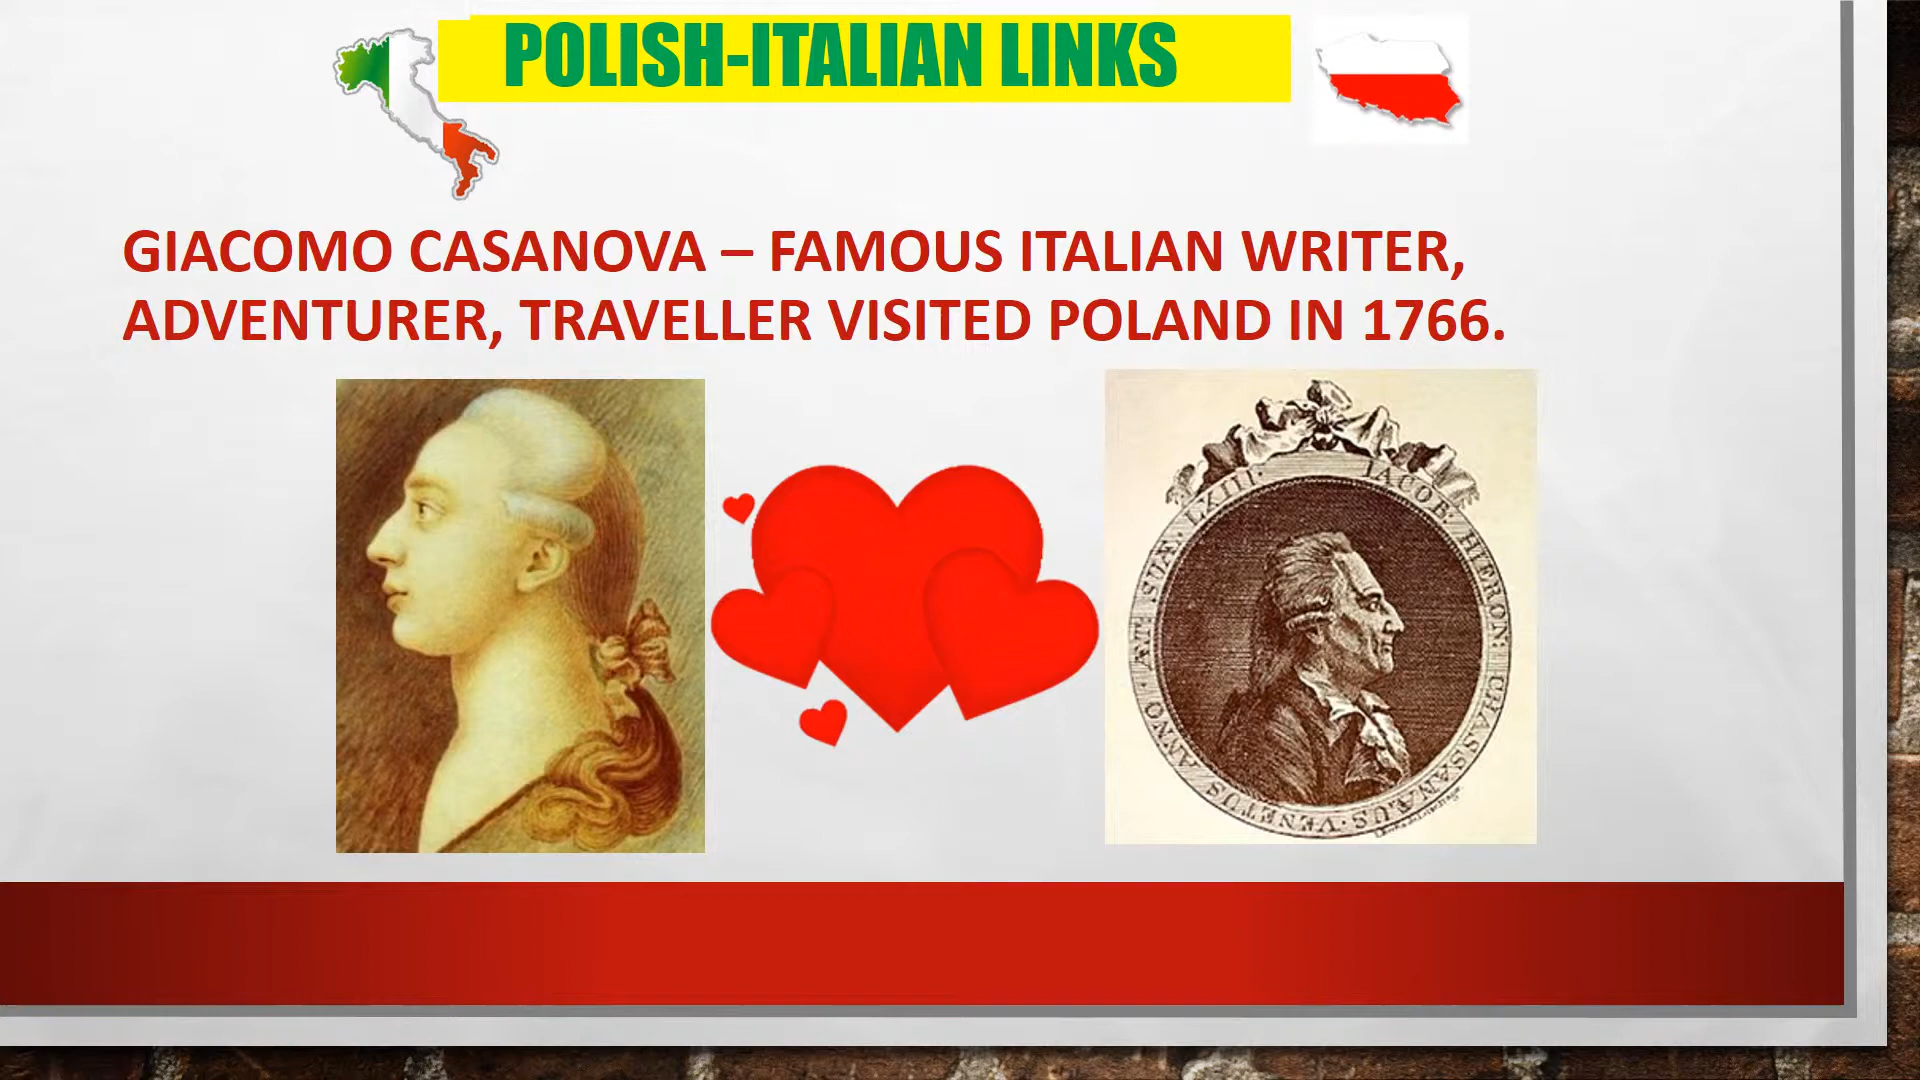 POLISH-ITALIAN LINKS
GIACOMO CASANOVA – FAMOUS ITALIAN WRITER,
ADVENTURER, TRAVELLER VISITED POLAND IN 1766.
IACOB: HIERON: CHASSANÆUS · VENETUS ANNO · ÆT. SUÆ. LXIII ·